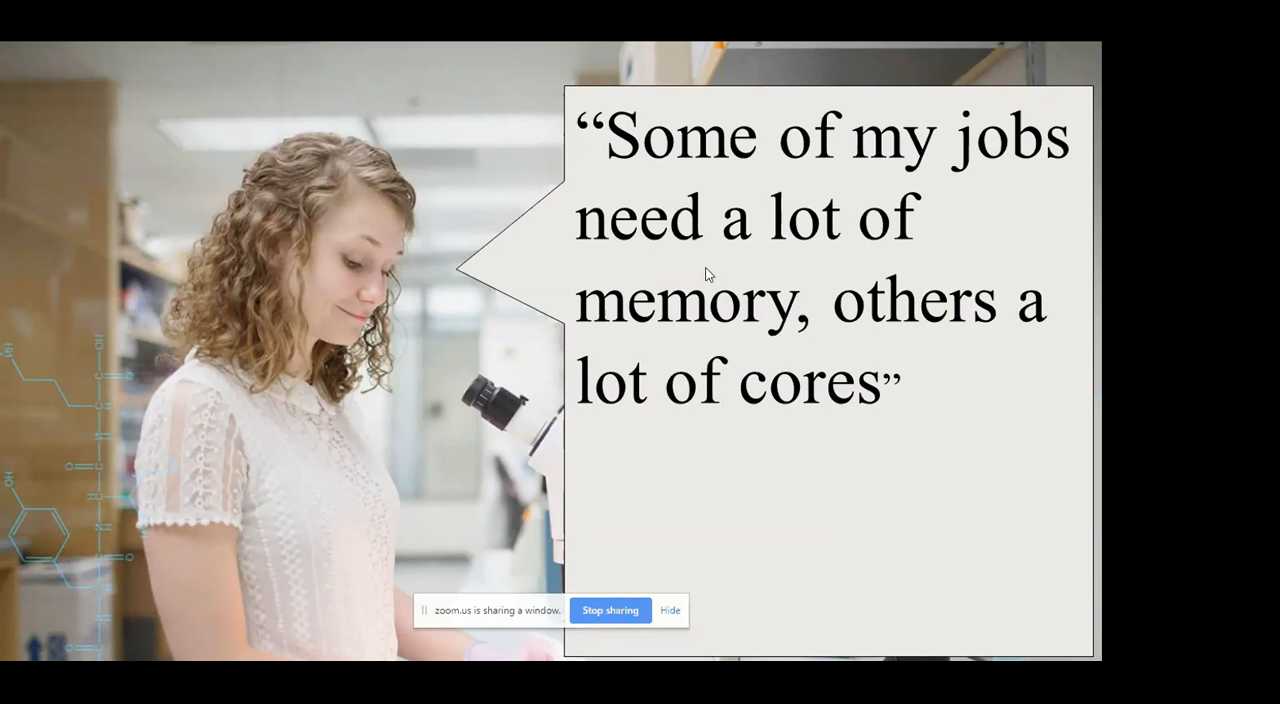 “Some of my jobs
need a lot of
memory, others a
lot of cores”
zoom.us is sharing a window.
Stop sharing
Hide